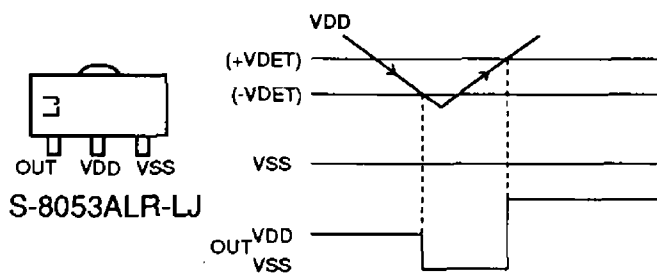 VDD
(+VDET)
(-VDET)
OUT VDD VSS
VSS
S-8053ALR-LJ
OUT VDD
VSS